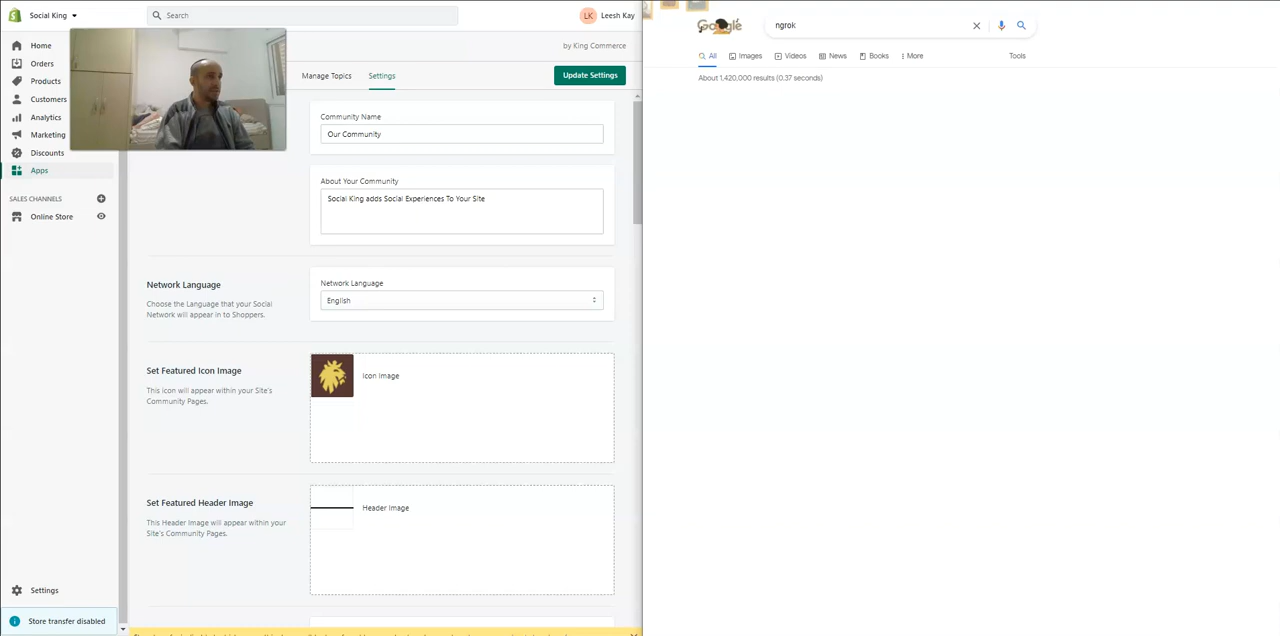 Social King
Search
LK
Leesh Kay
Home
Orders
Products
Customers
Analytics
Marketing
Discounts
Apps
SALES CHANNELS
Online Store
Settings
Store transfer disabled
by King Commerce
Manage Topics
Settings
Update Settings
Community Name
Our Community
About Your Community
Social King adds Social Experiences To Your Site
Network Language
Choose the Language that your Social
Network will appear in to Shoppers.
Network Language
English
Set Featured Icon Image
This icon will appear within your Site's
Community Pages.
Icon Image
Set Featured Header Image
This Header Image will appear within your
Site's Community Pages.
Header Image
Google
ngrok
All
Images
Videos
News
Books
More
Tools
About 1,420,000 results (0.37 seconds)